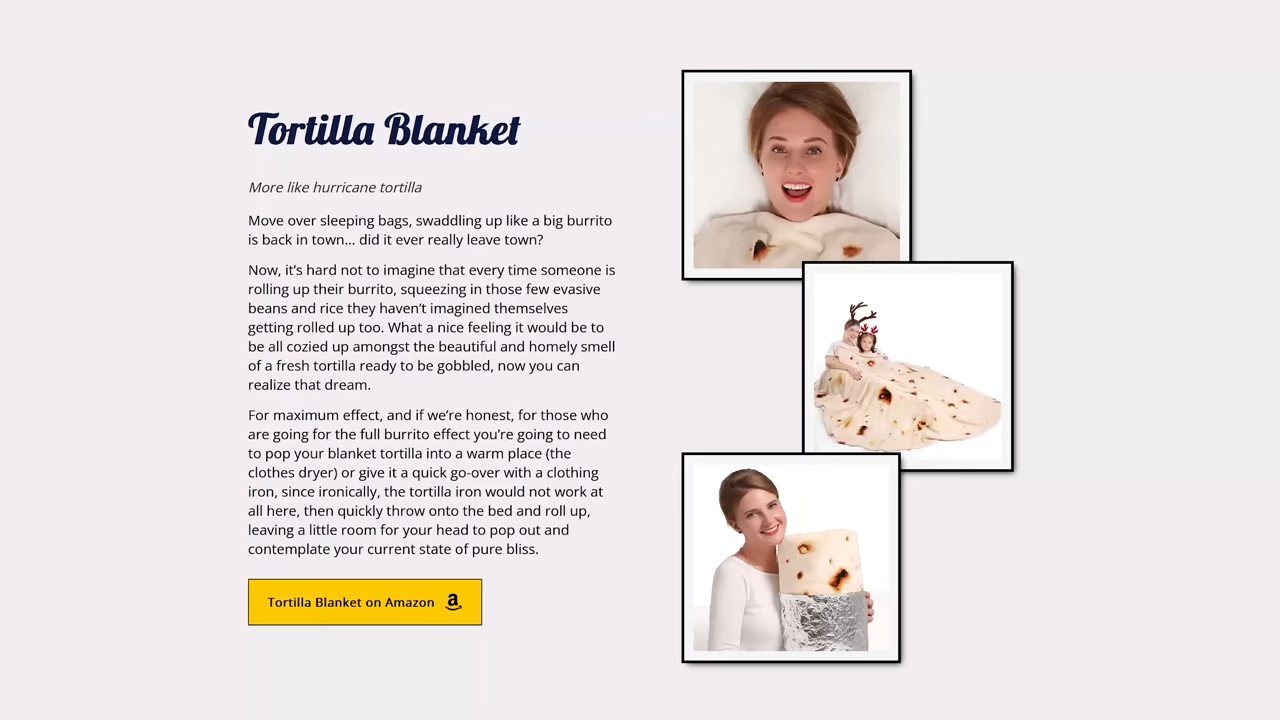 Tortilla Blanket
More like hurricane tortilla
Move over sleeping bags, swaddling up like a big burrito
is back in town... did it ever really leave town?
Now, it’s hard not to imagine that every time someone is
rolling up their burrito, squeezing in those few evasive
beans and rice they haven’t imagined themselves
getting rolled up too. What a nice feeling it would be to
be all cozied up amongst the beautiful and homely smell
of a fresh tortilla ready to be gobbled, now you can
realize that dream.
For maximum effect, and if we’re honest, for those who
are going for the full burrito effect you’re going to need
to pop your blanket tortilla into a warm place (the
clothes dryer) or give it a quick go-over with a clothing
iron, since ironically, the tortilla iron would not work at
all here, then quickly throw onto the bed and roll up,
leaving a little room for your head to pop out and
contemplate your current state of pure bliss.
Tortilla Blanket on Amazon